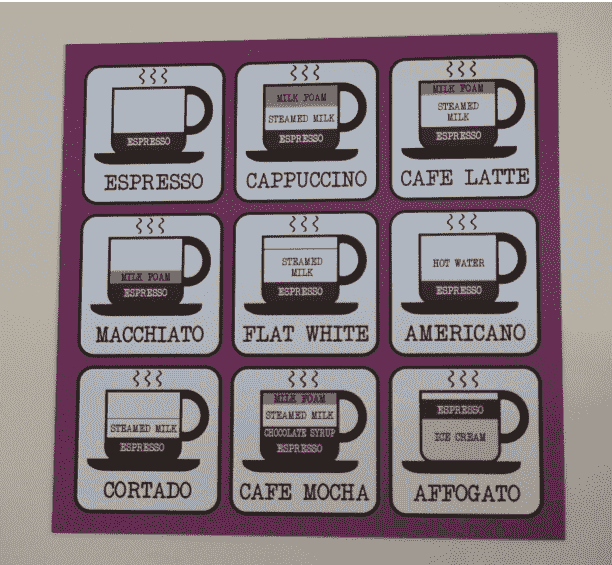 ESPRESSO
ESPRESSO
MILK FOAM
STEAMED MILK
ESPRESSO
CAPPUCCINO
MILK FOAM
STEAMED
MILK
ESPRESSO
CAFE LATTE
MILK FOAM
ESPRESSO
MACCHIATO
STEAMED
MILK
ESPRESSO
FLAT WHITE
HOT WATER
ESPRESSO
AMERICANO
STEAMED MILK
ESPRESSO
CORTADO
MILK FOAM
STEAMED MILK
CHOCOLATE SYRUP
ESPRESSO
CAFE MOCHA
ESPRESSO
ICE CREAM
AFFOGATO